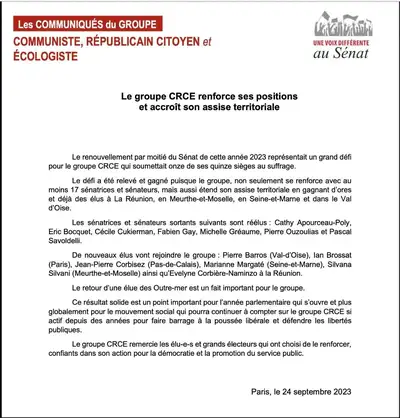 Les COMMUNIQUÉS du GROUPE
COMMUNISTE, RÉPUBLICAIN CITOYEN et
ÉCOLOGISTE
UNE VOIX DIFFÉRENTE
au Sénat
Le groupe CRCE renforce ses positions
et accroît son assise territoriale
Le renouvellement par moitié du Sénat de cette année 2023 représentait un grand défi
pour le groupe CRCE qui soumettait onze de ses quinze sièges au suffrage.
Le défi a été relevé et gagné puisque le groupe, non seulement se renforce avec au
moins 17 sénatrices et sénateurs, mais aussi étend son assise territoriale en gagnant d'ores
et déjà des élus à La Réunion, en Meurthe-et-Moselle, en Seine-et-Marne et dans le Val
d'Oise.
Les sénatrices et sénateurs sortants suivants sont réélus : Cathy Apourceau-Poly,
Eric Bocquet, Cécile Cukierman, Fabien Gay, Michelle Gréaume, Pierre Ouzoulias et Pascal
Savoldelli.
De nouveaux élus vont rejoindre le groupe : Pierre Barros (Val-d'Oise), Ian Brossat
(Paris), Jean-Pierre Corbisez (Pas-de-Calais), Marianne Margaté (Seine-et-Marne), Silvana
Silvani (Meurthe-et-Moselle) ainsi qu'Evelyne Corbière-Naminzo à la Réunion.
Le retour d'une élue des Outre-mer est un fait important pour le groupe.
Ce résultat solide est un point important pour l'année parlementaire qui s'ouvre et plus
globalement pour le mouvement social qui pourra continuer à compter sur le groupe CRCE si
actif depuis des années pour faire barrage à la poussée libérale et défendre les libertés
publiques.
Le groupe CRCE remercie les élu-e-s et grands électeurs qui ont choisi de le renforcer,
confiants dans son action pour la démocratie et la promotion du service public.
Paris, le 24 septembre 2023